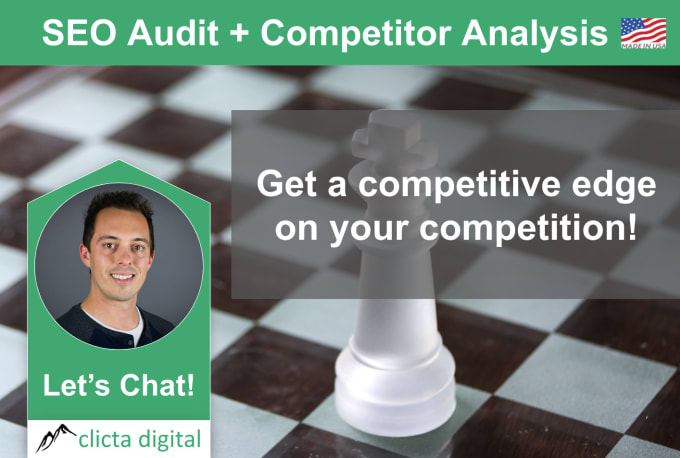 SEO Audit + Competitor Analysis
MADE IN USA
Get a competitive edge
on your competition!
Let's Chat!
clicta digital